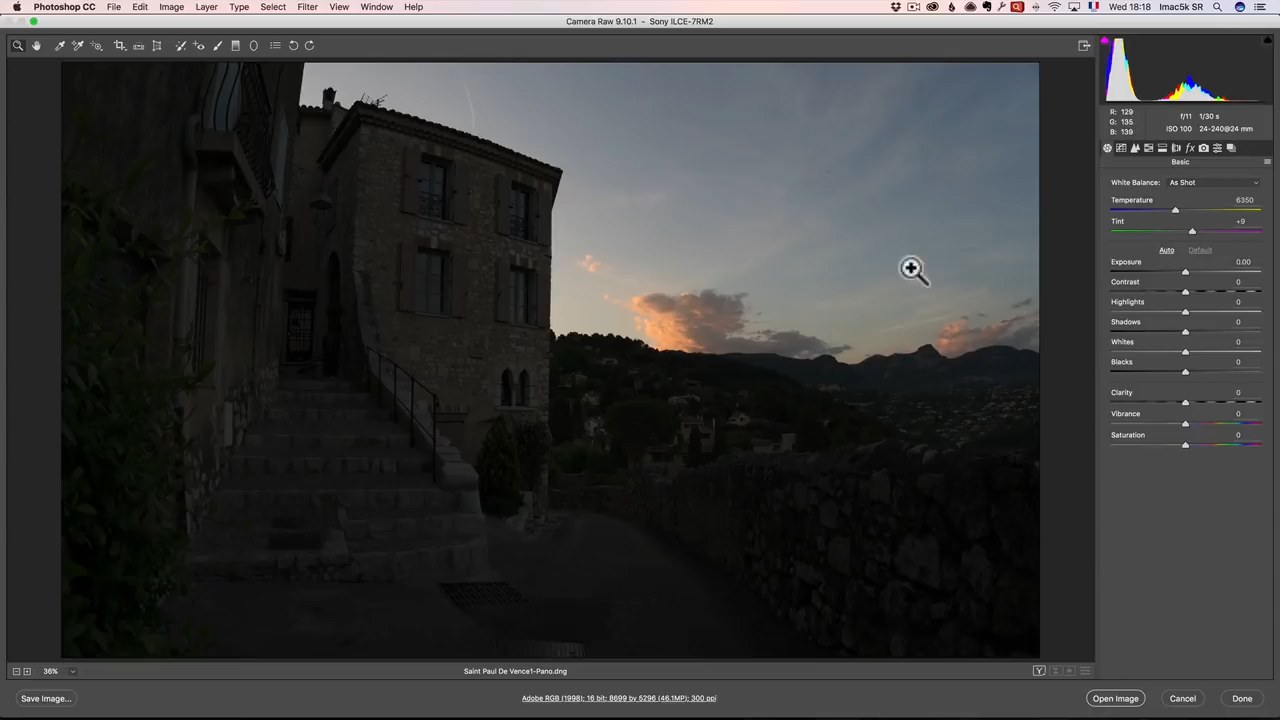 Photoshop CC File Edit Image Layer Type Select Filter View Window Help Wed 18:18 Imac5k SR
Camera Raw 9.10.1 - Sony ILCE-7RM2
R: 129
G: 135
B: 139
f/11 1/30 s
ISO 100 24-240@24 mm
fx
Basic
White Balance: As Shot
Temperature 6350
Tint +9
Auto Default
Exposure 0.00
Contrast 0
Highlights 0
Shadows 0
Whites 0
Blacks 0
Clarity 0
Vibrance 0
Saturation 0
36% Saint Paul De Vence1-Pano.dng Y
Save Image... Adobe RGB (1998); 16 bit; 8699 by 5296 (46.1MP); 300 ppi Open Image Cancel Done